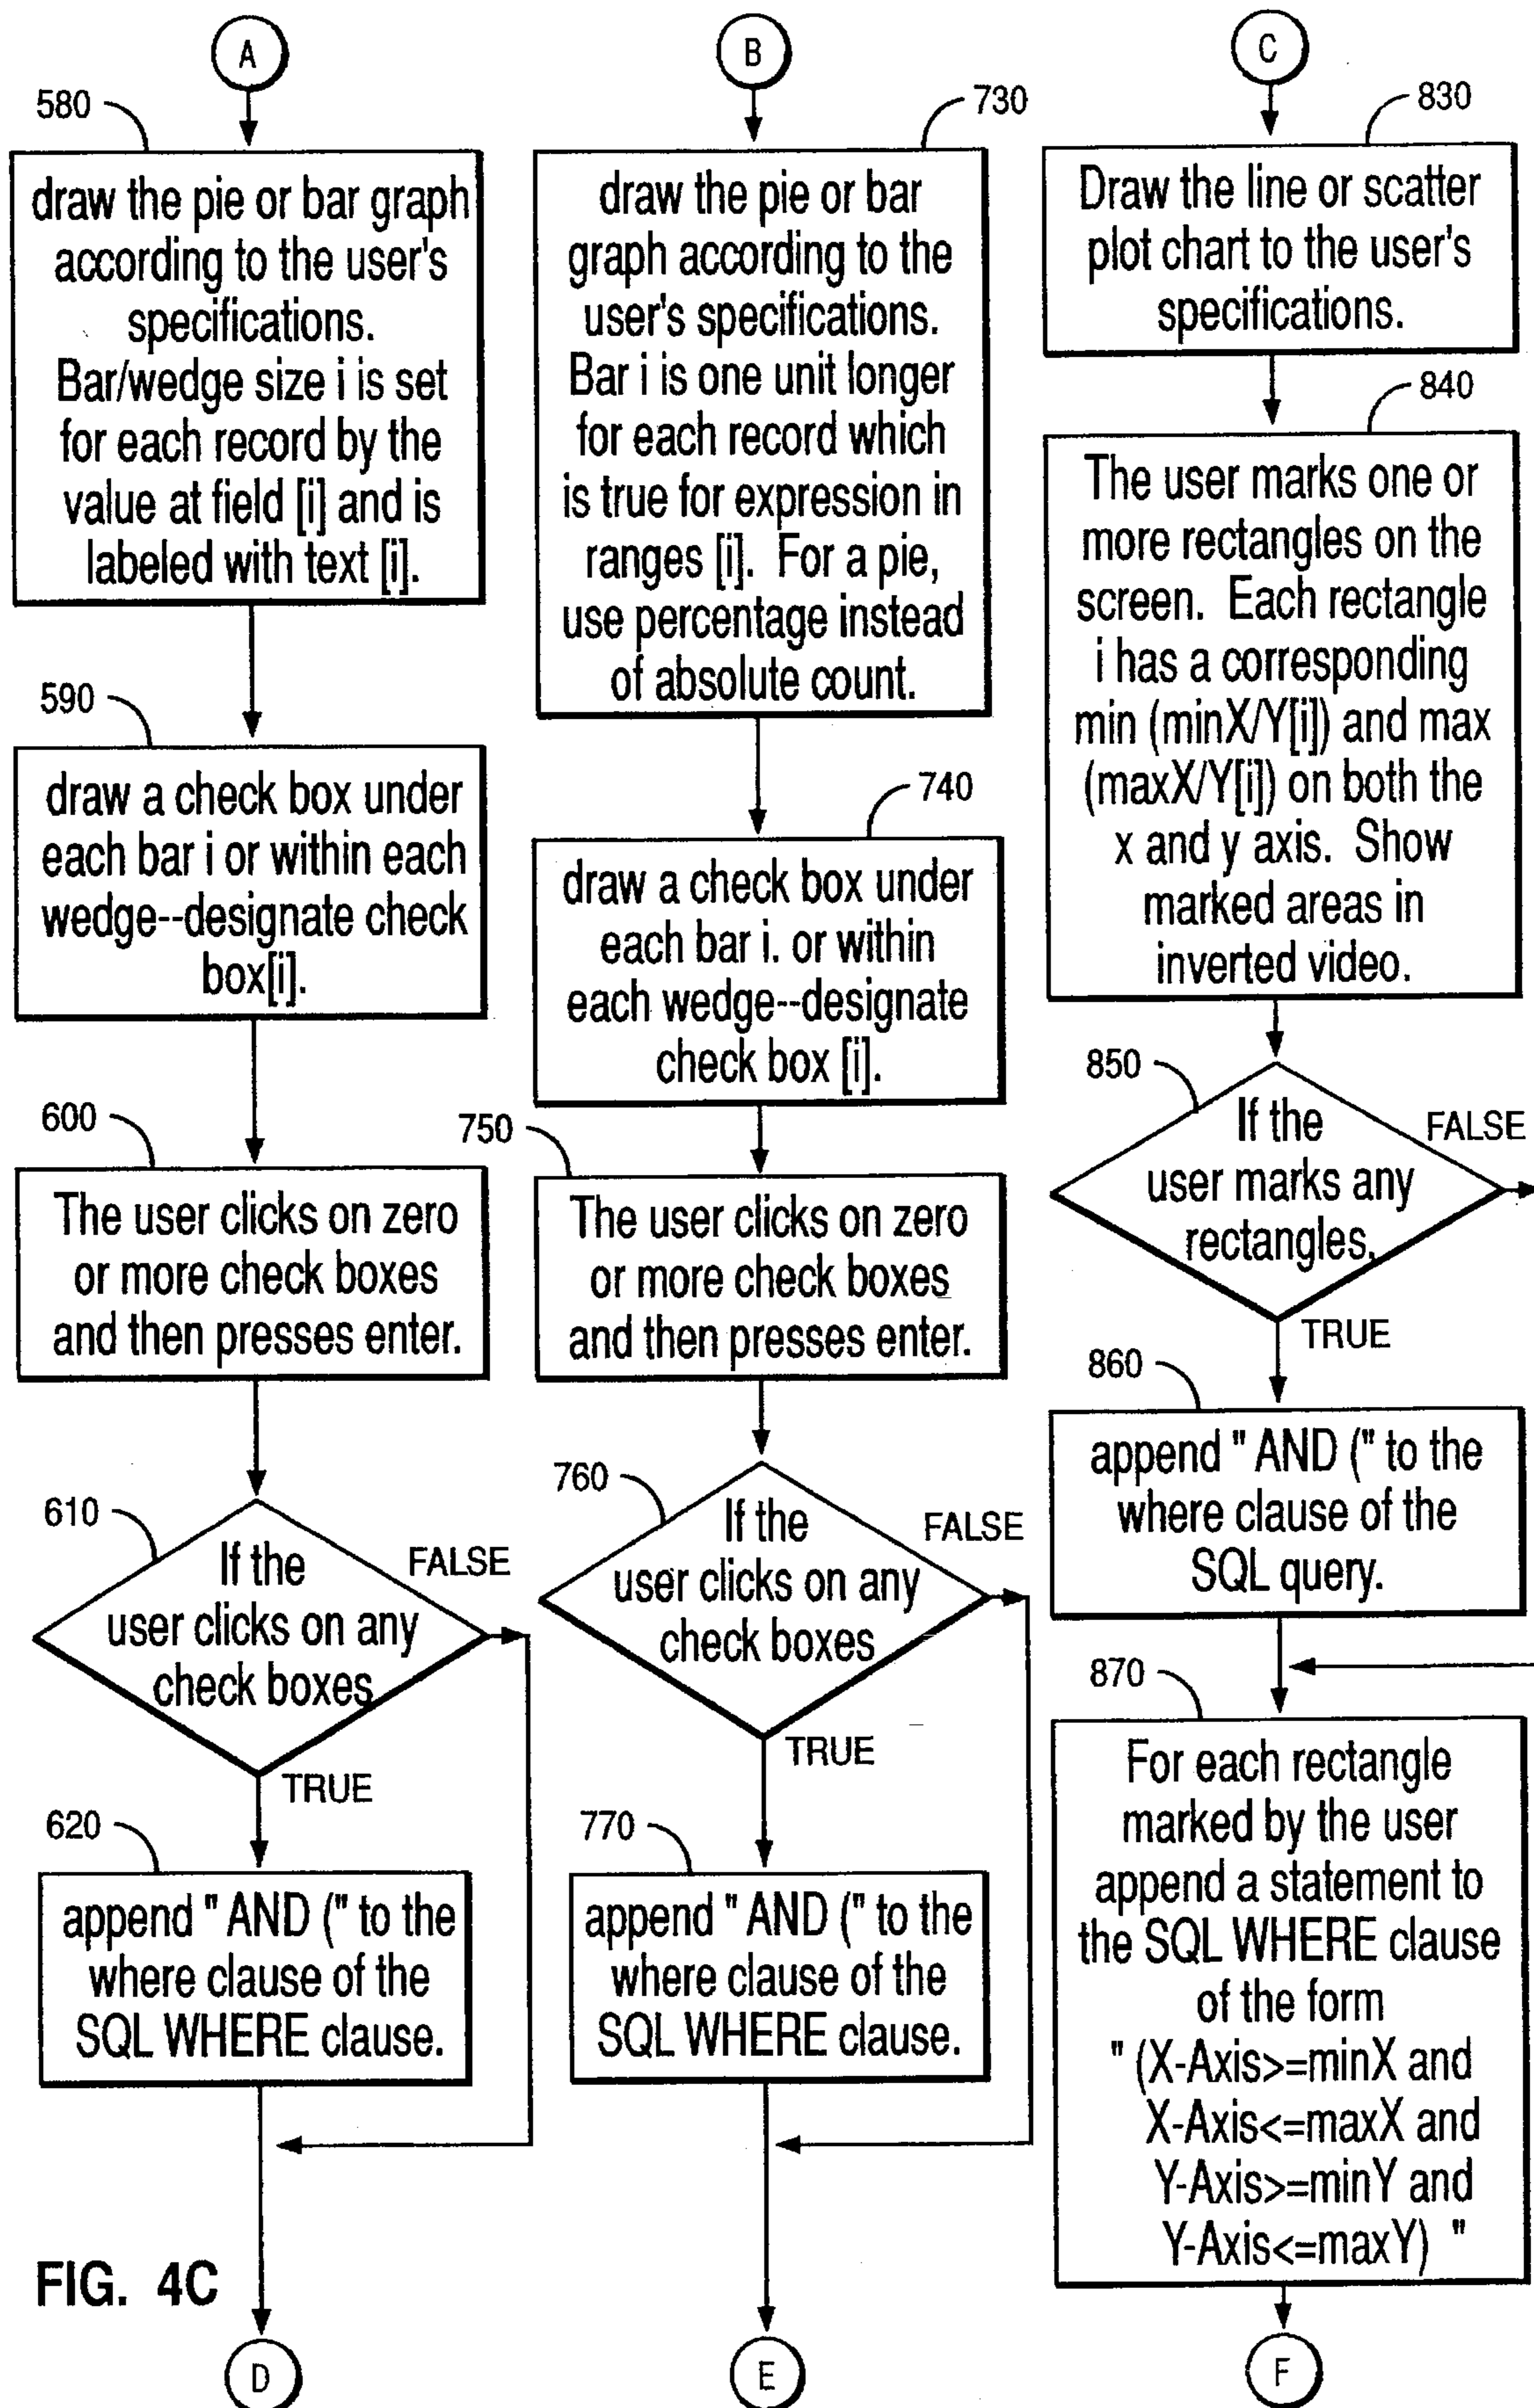 A
580
draw the pie or bar graph
according to the user's
specifications.
Bar/wedge size i is set
for each record by the
value at field [i] and is
labeled with text [i].
590
draw a check box under
each bar i or within each
wedge--designate check
box[i].
600
The user clicks on zero
or more check boxes
and then presses enter.
610
If the
user clicks on any
check boxes
FALSE
TRUE
620
append " AND (" to the
where clause of the
SQL WHERE clause.
D
B
730
draw the pie or bar
graph according to the
user's specifications.
Bar i is one unit longer
for each record which
is true for expression in
ranges [i]. For a pie,
use percentage instead
of absolute count.
740
draw a check box under
each bar i. or within
each wedge--designate
check box [i].
750
The user clicks on zero
or more check boxes
and then presses enter.
760
If the
user clicks on any
check boxes
FALSE
TRUE
770
append " AND (" to the
where clause of the
SQL WHERE clause.
E
C
830
Draw the line or scatter
plot chart to the user's
specifications.
840
The user marks one or
more rectangles on the
screen. Each rectangle
i has a corresponding
min (minX/Y[i]) and max
(maxX/Y[i]) on both the
x and y axis. Show
marked areas in
inverted video.
850
If the
user marks any
rectangles.
FALSE
TRUE
860
append " AND (" to the
where clause of the
SQL query.
870
For each rectangle
marked by the user
append a statement to
the SQL WHERE clause
of the form
" (X-Axis>=minX and
X-Axis<=maxX and
Y-Axis>=minY and
Y-Axis<=maxY) "
F
FIG. 4C